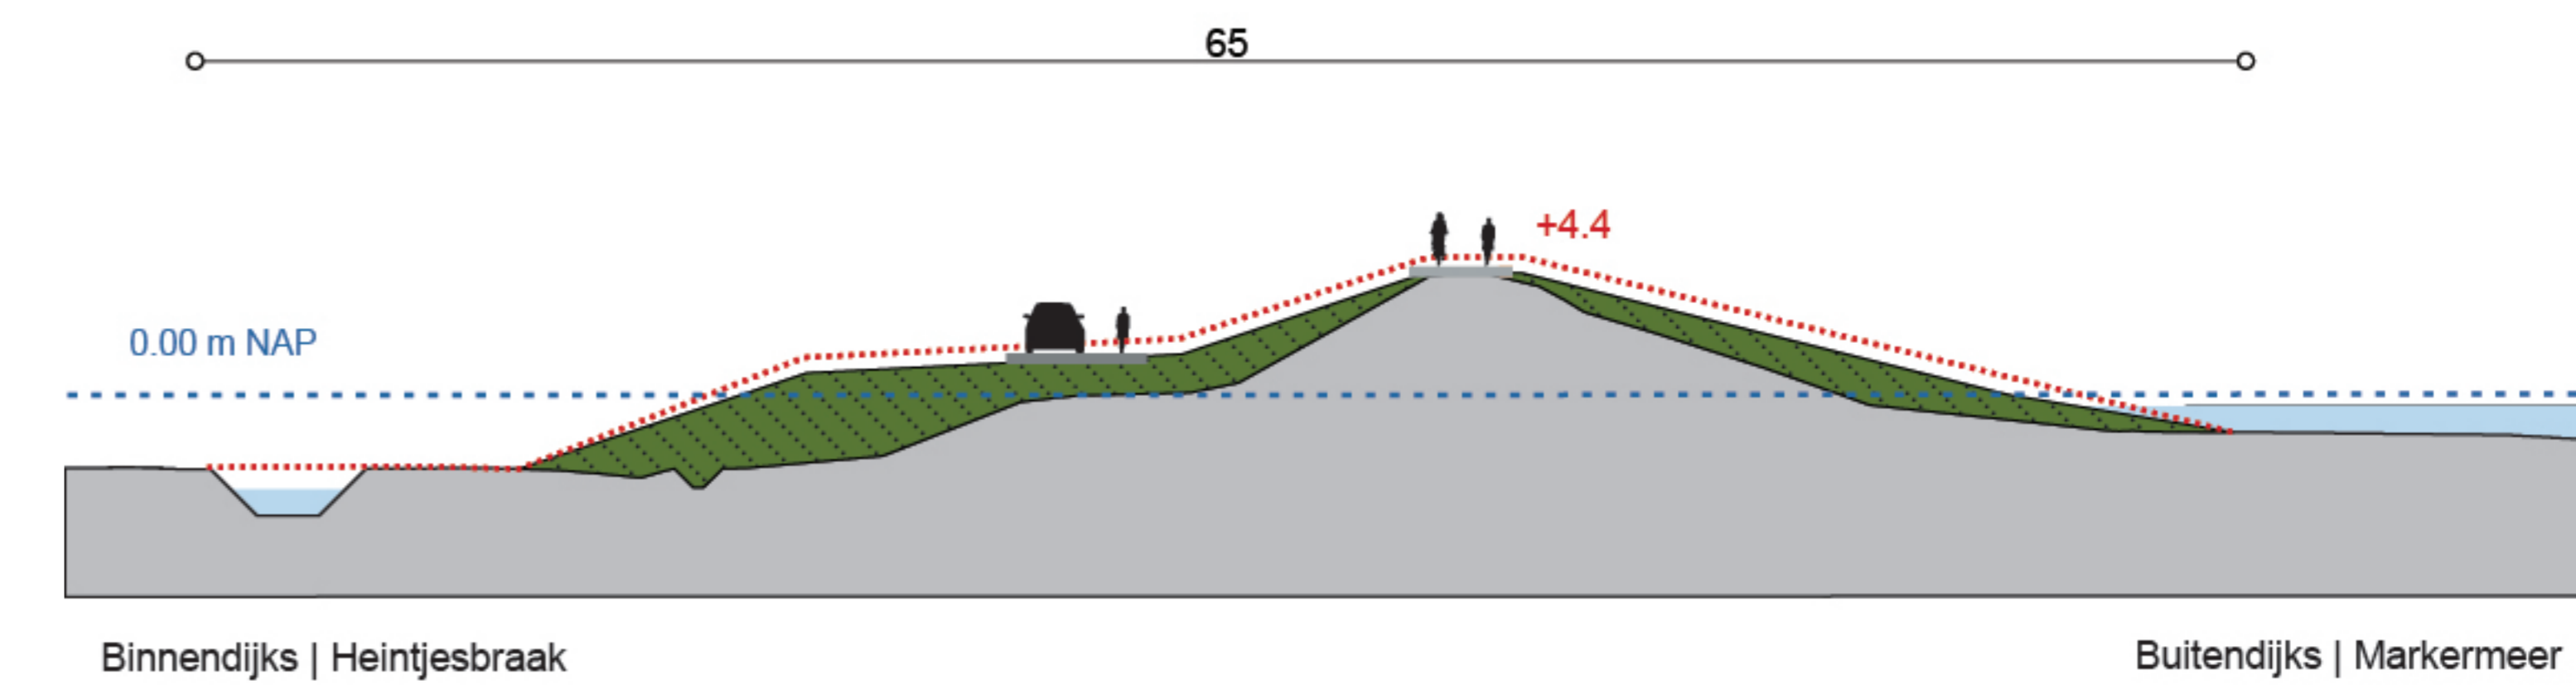 65
+4.4
0.00 m NAP
Binnendijks | Heintjesbraak
Buitendijks | Markermeer